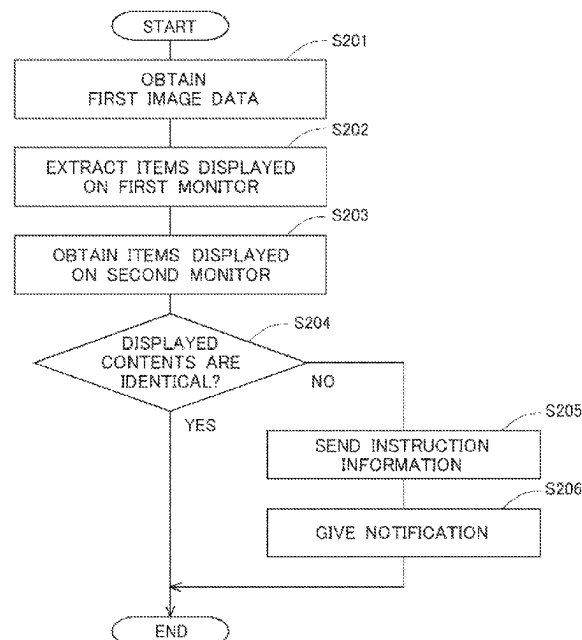 START
S201
OBTAIN
FIRST IMAGE DATA
S202
EXTRACT ITEMS DISPLAYED
ON FIRST MONITOR
S203
OBTAIN ITEMS DISPLAYED
ON SECOND MONITOR
S204
DISPLAYED
CONTENTS ARE
IDENTICAL?
NO
YES
S205
SEND INSTRUCTION
INFORMATION
S206
GIVE NOTIFICATION
END